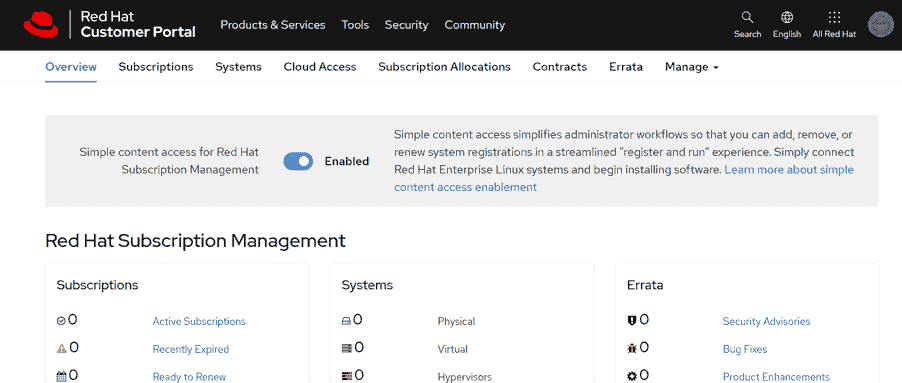 Red Hat
Customer Portal
Products & Services
Tools
Security
Community
Search
English
All Red Hat
Overview
Subscriptions
Systems
Cloud Access
Subscription Allocations
Contracts
Errata
Manage
Simple content access for Red Hat
Subscription Management
Enabled
Simple content access simplifies administrator workflows so that you can add, remove, or
renew system registrations in a streamlined “register and run” experience. Simply connect
Red Hat Enterprise Linux systems and begin installing software. Learn more about simple
content access enablement
Red Hat Subscription Management
Subscriptions
0 Active Subscriptions
0 Recently Expired
0 Ready to Renew
Systems
0 Physical
0 Virtual
0 Hypervisors
Errata
0 Security Advisories
0 Bug Fixes
0 Product Enhancements